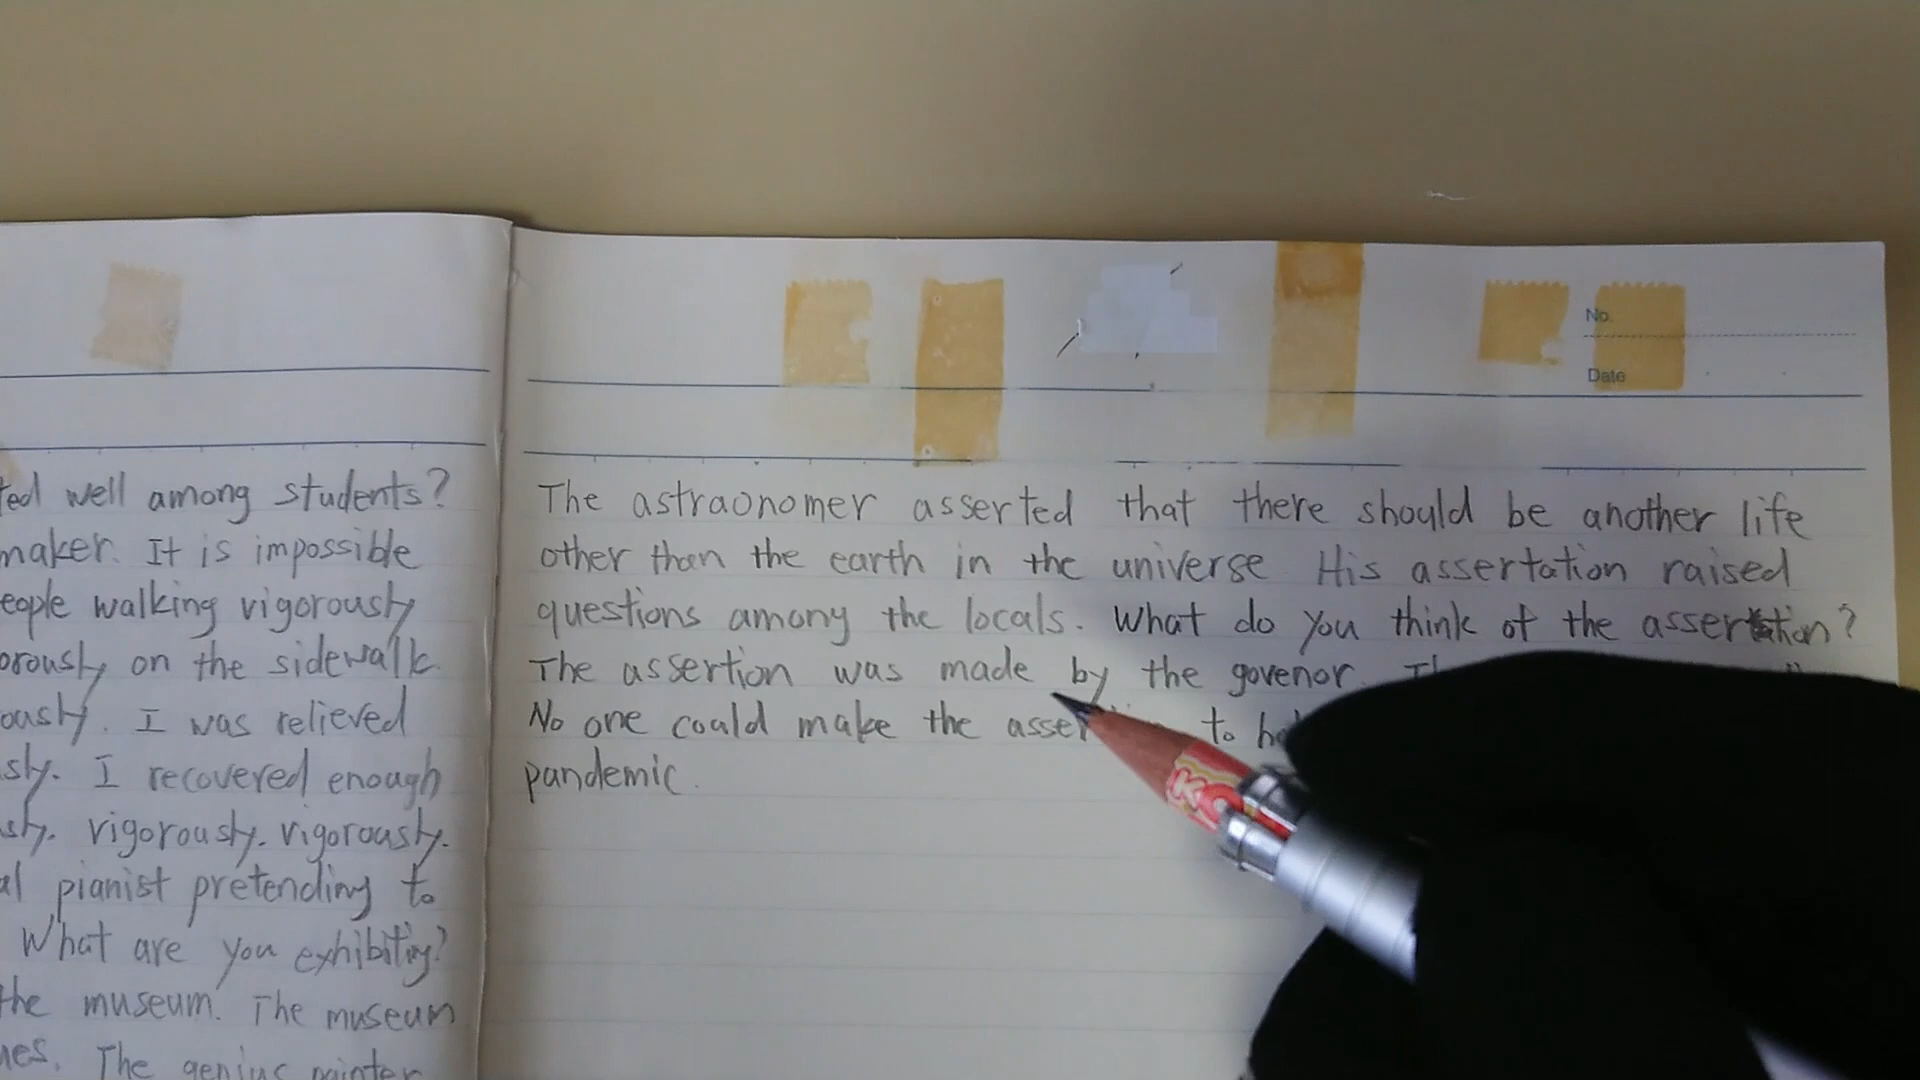 ted well among students?
maker. It is impossible
eople walking vigorously
orously on the sidewalk
ously. I was relieved
sly. I recovered enough
sly. vigorously. vigorously.
al pianist pretending to
What are you exhibiting?
the museum. The museum
nes. The genius painter
No.
Date
The astraonomer asserted that there should be another life
other than the earth in the universe His assertation raised
questions among the locals. What do you think of the assertion?
The assertion was made by the govenor.
No one could make the to
pandemic.